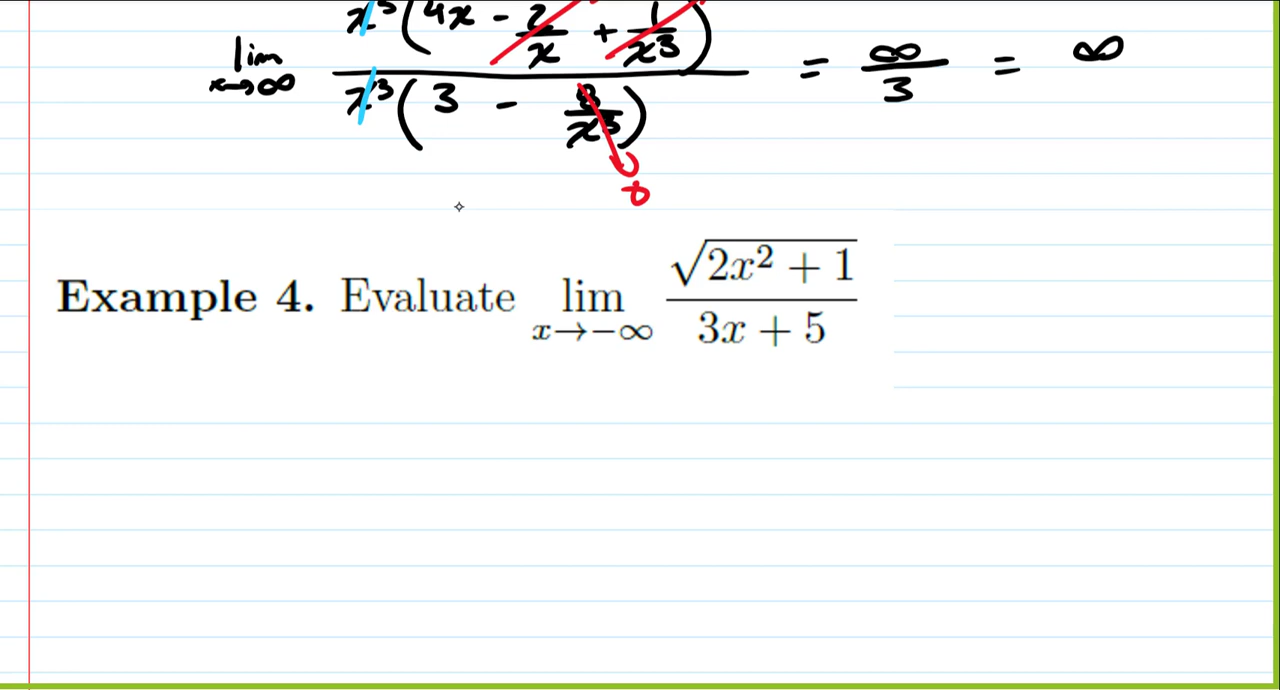 lim x→∞ x³(4x - 2/x + 1/x³) / x³(3 - 8/x³) = ∞/3 = ∞
0
Example 4. Evaluate lim x→−∞ √(2x² + 1) / (3x + 5)